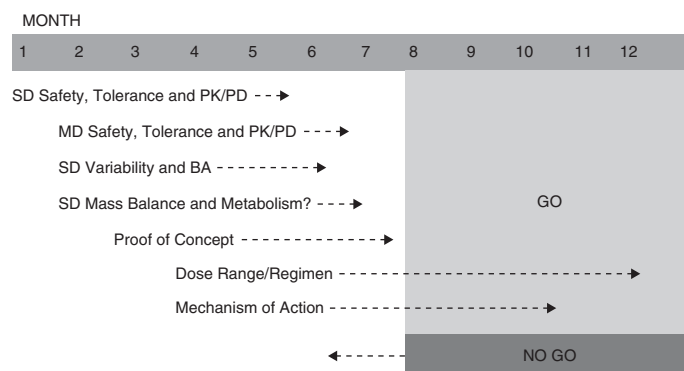 MONTH
1 2 3 4 5 6 7 8 9 10 11 12
SD Safety, Tolerance and PK/PD
MD Safety, Tolerance and PK/PD
SD Variability and BA
SD Mass Balance and Metabolism?
GO
Proof of Concept
Dose Range/Regimen
Mechanism of Action
NO GO